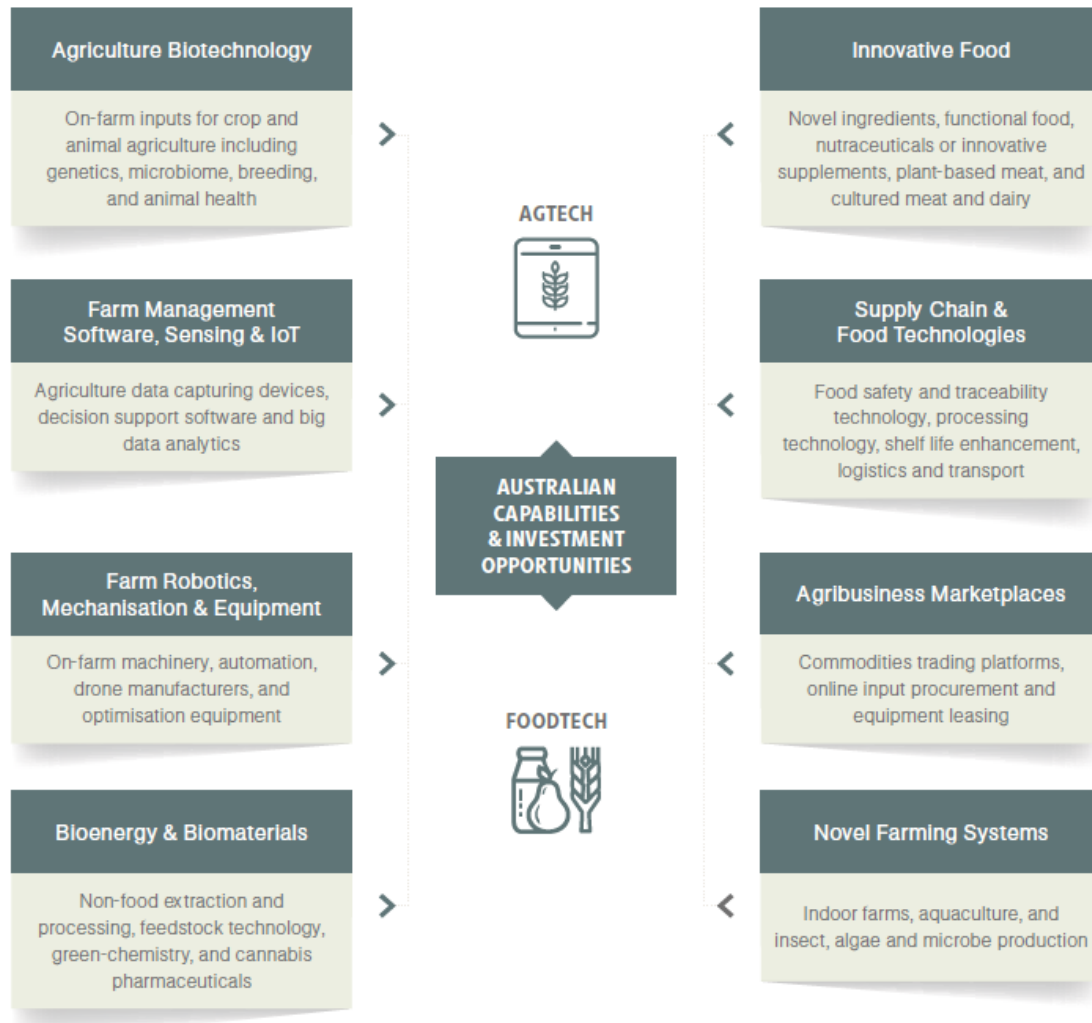 Agriculture Biotechnology
On-farm inputs for crop and
animal agriculture including
genetics, microbiome, breeding,
and animal health
Farm Management
Software, Sensing & IoT
Agriculture data capturing devices,
decision support software and big
data analytics
Farm Robotics,
Mechanisation & Equipment
On-farm machinery, automation,
drone manufacturers, and
optimisation equipment
Bioenergy & Biomaterials
Non-food extraction and
processing, feedstock technology,
green-chemistry, and cannabis
pharmaceuticals
AGTECH
AUSTRALIAN
CAPABILITIES
& INVESTMENT
OPPORTUNITIES
FOODTECH
Innovative Food
Novel ingredients, functional food,
nutraceuticals or innovative
supplements, plant-based meat, and
cultured meat and dairy
Supply Chain &
Food Technologies
Food safety and traceability
technology, processing
technology, shelf life enhancement,
logistics and transport
Agribusiness Marketplaces
Commodities trading platforms,
online input procurement and
equipment leasing
Novel Farming Systems
Indoor farms, aquaculture, and
insect, algae and microbe production